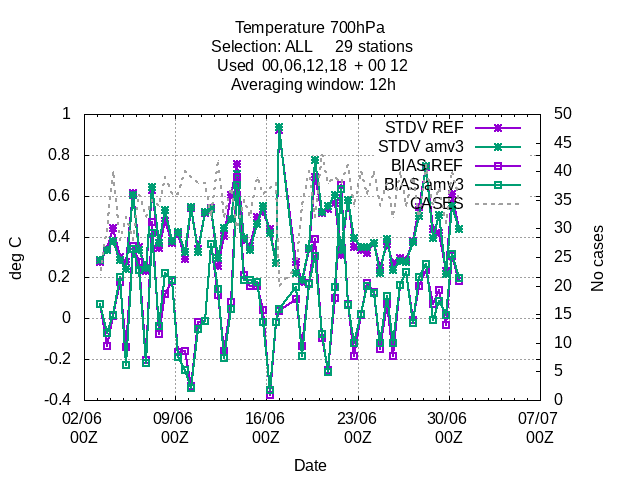 Temperature 700hPa
Selection: ALL 29 stations
Used 00,06,12,18 + 00 12
Averaging window: 12h
STDV REF
STDV amv3
BIAS REF
BIAS amv3
CASES
deg C
1
0.8
0.6
0.4
0.2
0
-0.2
-0.4
No cases
50
45
40
35
30
25
20
15
10
5
0
02/06 09/06 16/06 23/06 30/06 07/07
00Z 00Z 00Z 00Z 00Z 00Z
Date